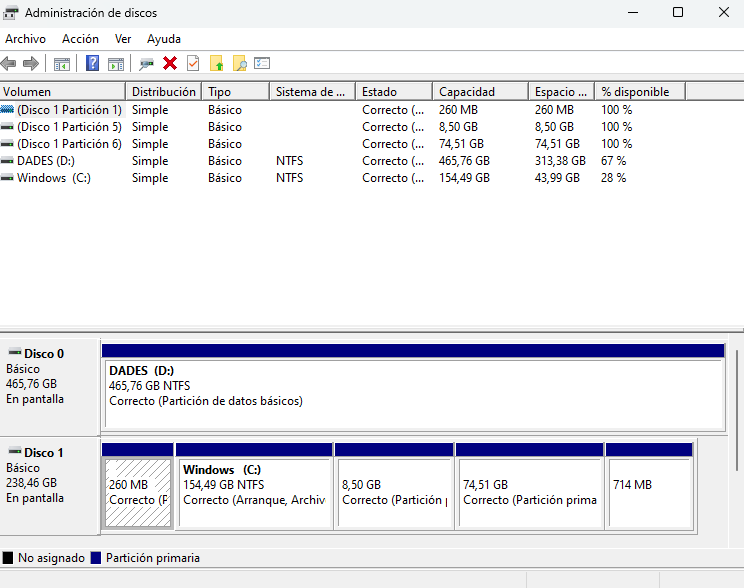 Administración de discos
Archivo Acción Ver Ayuda
Volumen Distribución Tipo Sistema de ... Estado Capacidad Espacio ... % disponible
(Disco 1 Partición 1) Simple Básico Correcto (... 260 MB 260 MB 100 %
(Disco 1 Partición 5) Simple Básico Correcto (... 8,50 GB 8,50 GB 100 %
(Disco 1 Partición 6) Simple Básico Correcto (... 74,51 GB 74,51 GB 100 %
DADES (D:) Simple Básico NTFS Correcto (... 465,76 GB 313,38 GB 67 %
Windows (C:) Simple Básico NTFS Correcto (... 154,49 GB 43,99 GB 28 %
Disco 0
Básico
465,76 GB
En pantalla
DADES (D:)
465,76 GB NTFS
Correcto (Partición de datos básicos)
Disco 1
Básico
238,46 GB
En pantalla
260 MB
Correcto (P
Windows (C:)
154,49 GB NTFS
Correcto (Arranque, Archiv
8,50 GB
Correcto (Partición p
74,51 GB
Correcto (Partición prima
714 MB
No asignado Partición primaria